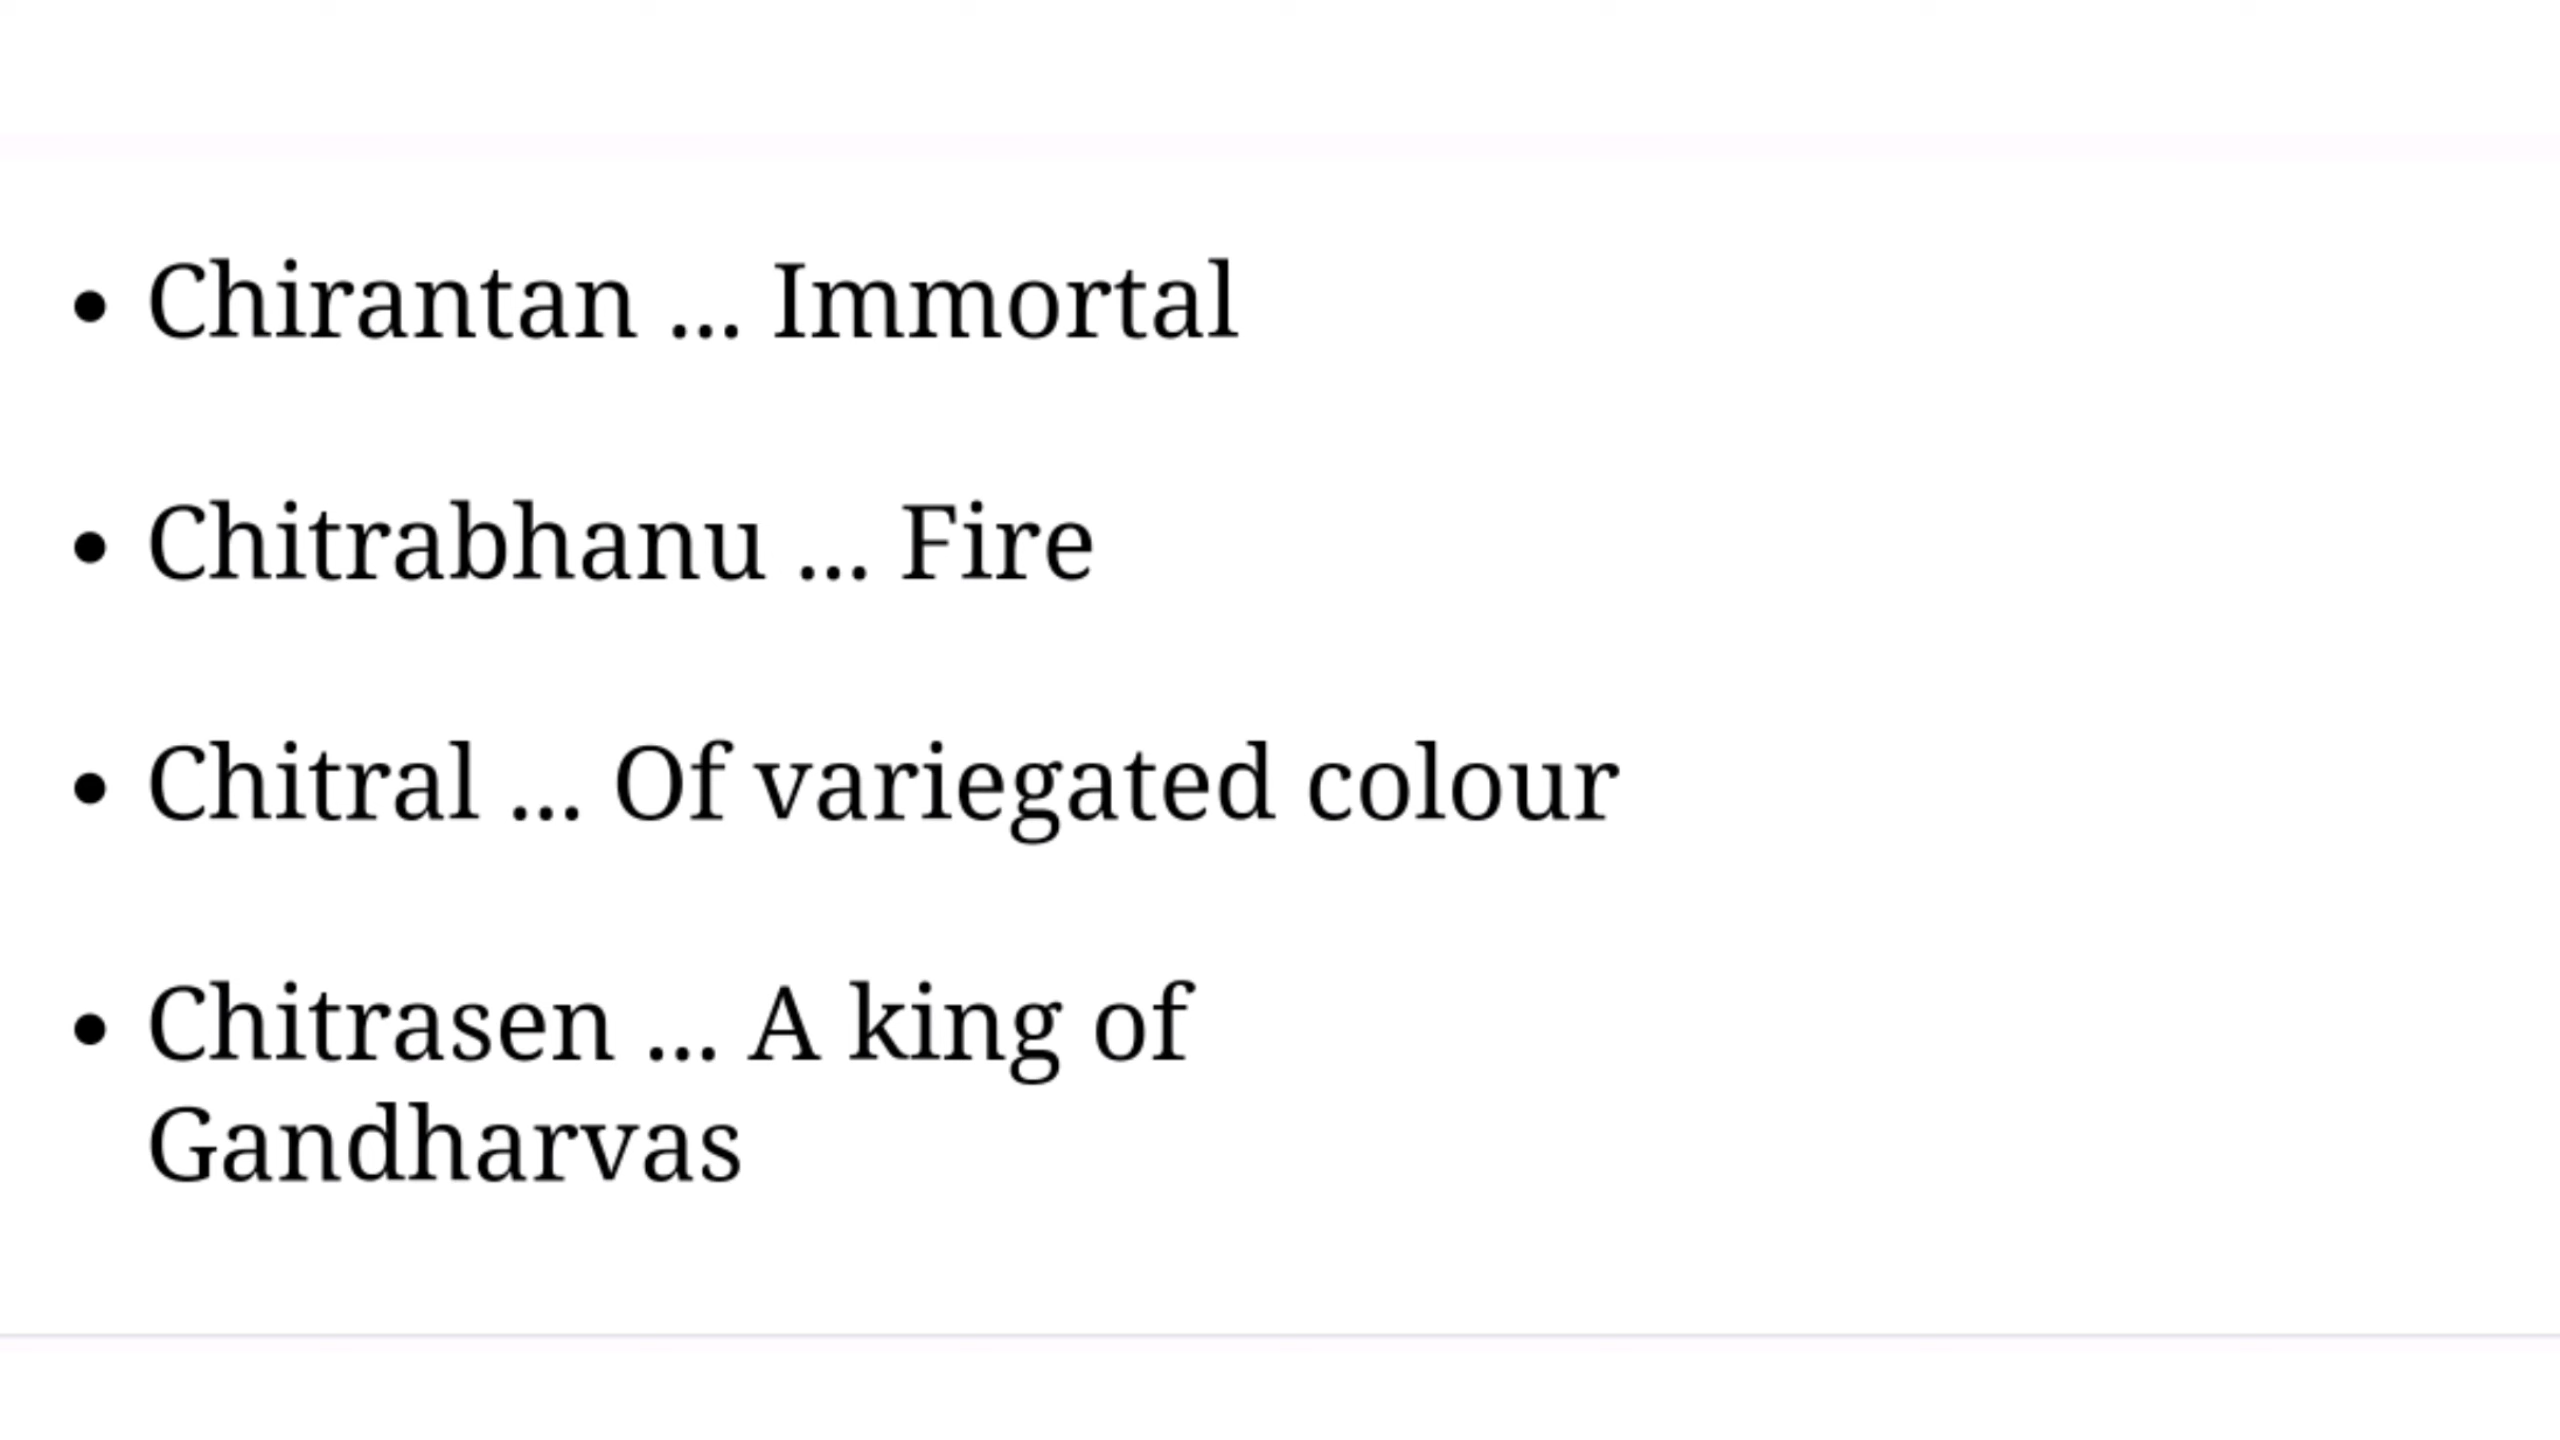 • Chirantan ... Immortal
• Chitrabhanu ... Fire
• Chitral ... Of variegated colour
• Chitrasen ... A king of
Gandharvas